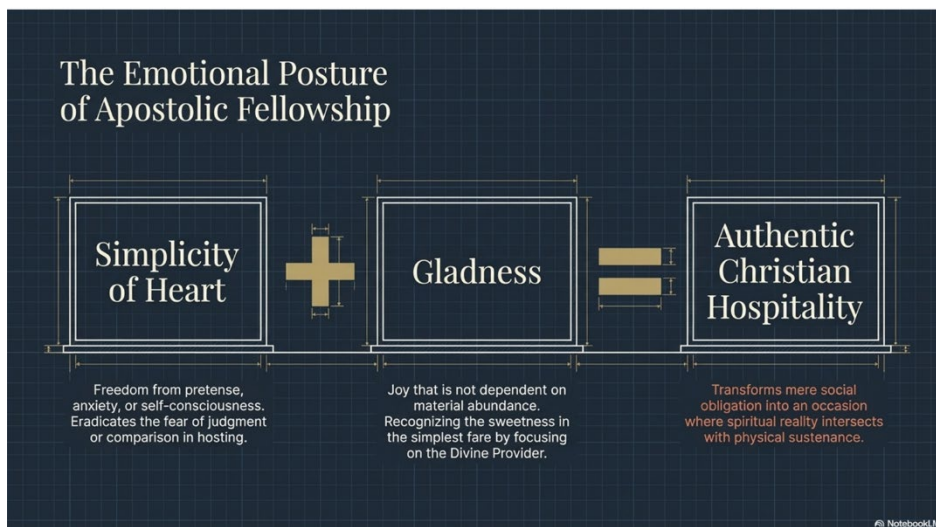 The Emotional Posture
of Apostolic Fellowship
Simplicity
of Heart
Gladness
Authentic
Christian
Hospitality
Freedom from pretense,
anxiety, or self-consciousness.
Eradicates the fear of judgment
or comparison in hosting.
Joy that is not dependent on
material abundance.
Recognizing the sweetness in
the simplest fare by focusing
on the Divine Provider.
Transforms mere social
obligation into an occasion
where spiritual reality intersects
with physical sustenance.